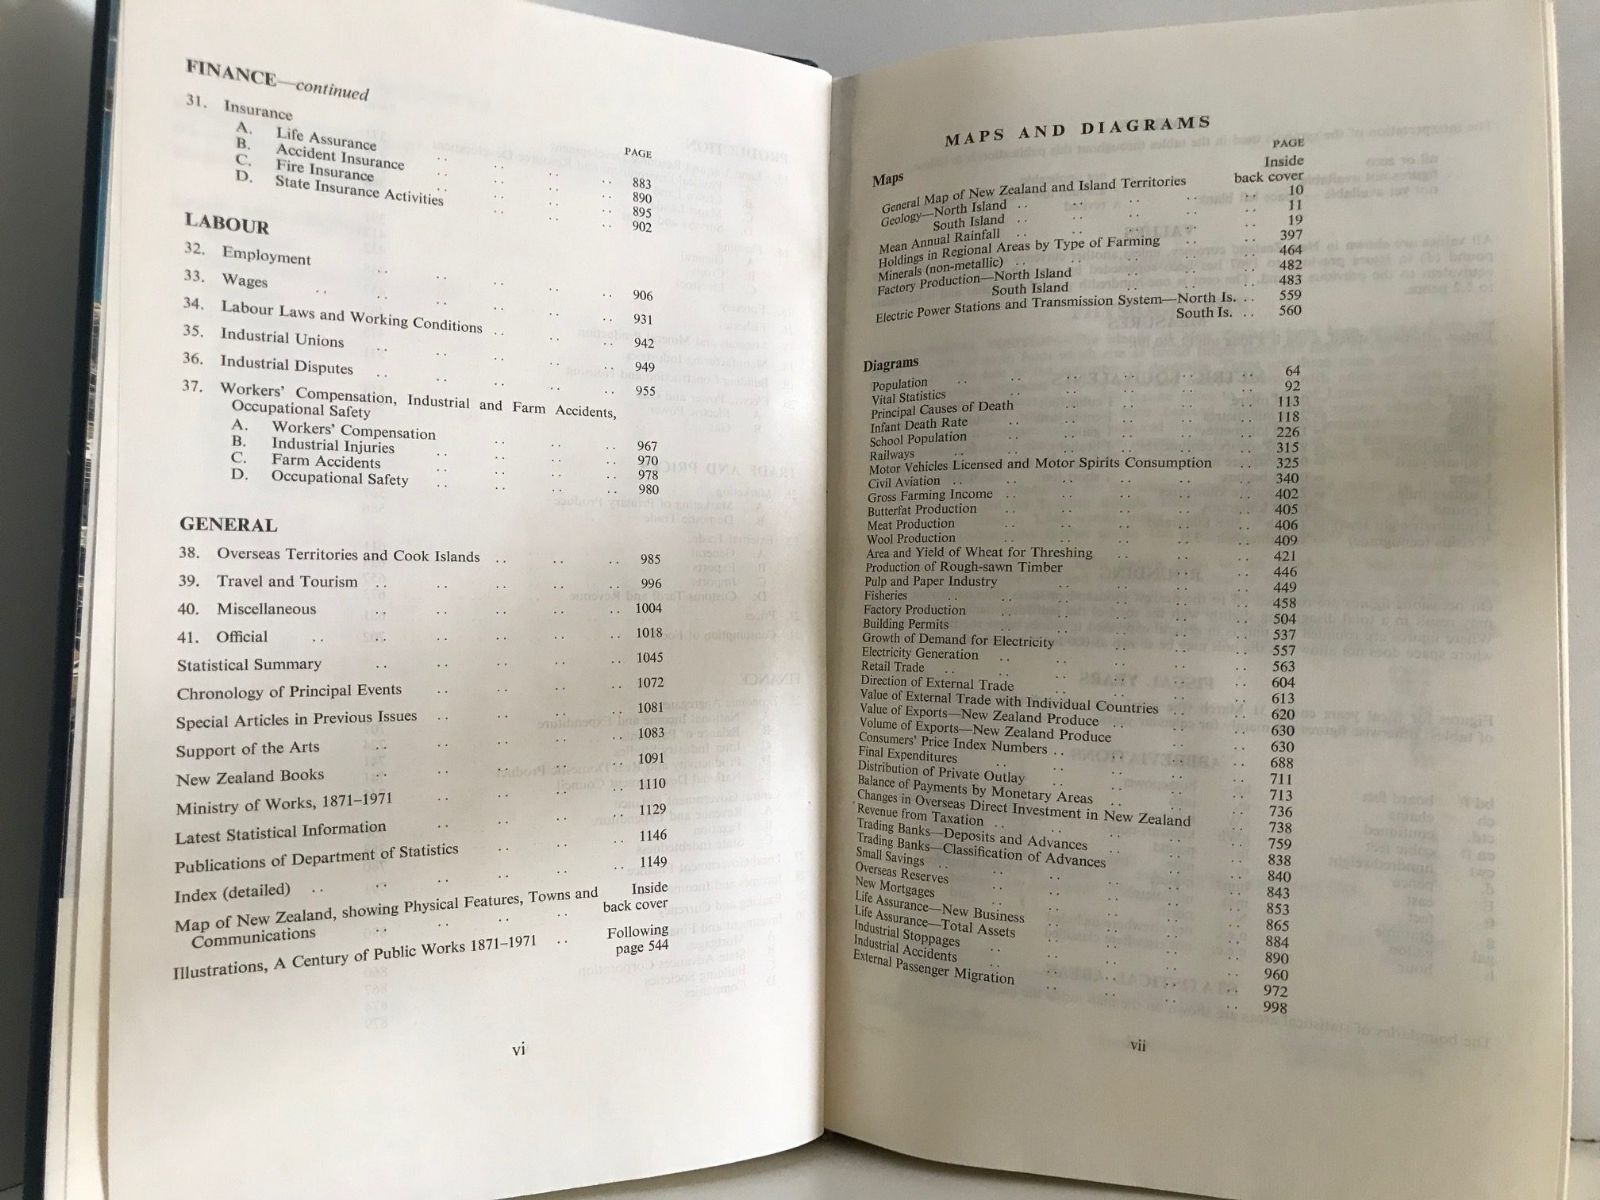 FINANCE—continued
PAGE
31. Insurance
A. Life Assurance .. .. .. .. 883
B. Accident Insurance .. .. .. 890
C. Fire Insurance .. .. .. .. 895
D. State Insurance Activities .. .. .. 902
LABOUR
32. Employment .. .. .. .. .. 906
33. Wages .. .. .. .. .. 931
34. Labour Laws and Working Conditions .. .. .. 942
35. Industrial Unions .. .. .. .. 949
36. Industrial Disputes .. .. .. .. 955
37. Workers' Compensation, Industrial and Farm Accidents,
Occupational Safety
A. Workers' Compensation .. .. .. 967
B. Industrial Injuries .. .. .. 970
C. Farm Accidents .. .. .. 978
D. Occupational Safety .. .. .. 980
GENERAL
38. Overseas Territories and Cook Islands .. .. .. 985
39. Travel and Tourism .. .. .. .. .. 996
40. Miscellaneous .. .. .. .. .. 1004
41. Official .. .. .. .. .. 1018
Statistical Summary .. .. .. .. .. 1045
Chronology of Principal Events .. .. .. .. 1072
Special Articles in Previous Issues .. .. .. .. 1081
Support of the Arts .. .. .. .. 1083
New Zealand Books .. .. .. .. .. 1091
Ministry of Works, 1871–1971 .. .. .. .. 1110
Latest Statistical Information .. .. .. .. 1129
Publications of Department of Statistics .. .. .. 1146
Index (detailed) .. .. .. .. .. 1149
Map of New Zealand, showing Physical Features, Towns and Inside
Communications .. .. .. back cover
Illustrations, A Century of Public Works 1871–1971 .. Following
page 544
vi
MAPS AND DIAGRAMS
PAGE
Maps
General Map of New Zealand and Island Territories Inside back cover
Geology—North Island .. .. .. .. 10
South Island .. .. .. .. 11
Mean Annual Rainfall .. .. .. .. 19
Holdings in Regional Areas by Type of Farming .. .. 397
Minerals (non-metallic) .. .. .. .. 464
Factory Production—North Island .. .. .. 482
South Island .. .. .. 483
Electric Power Stations and Transmission System—North Is. .. 559
South Is. .. 560
Diagrams
Population .. .. .. .. .. 64
Vital Statistics .. .. .. .. .. 92
Principal Causes of Death .. .. .. 113
Infant Death Rate .. .. .. .. 118
School Population .. .. .. .. 226
Railways .. .. .. .. .. 315
Motor Vehicles Licensed and Motor Spirits Consumption .. 325
Civil Aviation .. .. .. .. .. 340
Gross Farming Income .. .. .. .. 402
Butterfat Production .. .. .. .. 405
Meat Production .. .. .. .. 406
Wool Production .. .. .. .. 409
Area and Yield of Wheat for Threshing .. .. .. 421
Production of Rough-sawn Timber .. .. .. 446
Pulp and Paper Industry .. .. .. .. 449
Fisheries .. .. .. .. .. 458
Factory Production .. .. .. .. 504
Building Permits .. .. .. .. 537
Growth of Demand for Electricity .. .. .. 557
Electricity Generation .. .. .. .. 563
Retail Trade .. .. .. .. .. 604
Direction of External Trade .. .. .. .. 613
Value of External Trade with Individual Countries .. 620
Value of Exports—New Zealand Produce .. .. .. 630
Volume of Exports—New Zealand Produce .. .. 630
Consumers' Price Index Numbers .. .. .. .. 688
Final Expenditures .. .. .. .. 711
Distribution of Private Outlay .. .. .. 713
Balance of Payments by Monetary Areas .. .. .. 736
Changes in Overseas Direct Investment in New Zealand .. 738
Revenue from Taxation .. .. .. .. 759
Trading Banks—Deposits and Advances .. .. .. 838
Trading Banks—Classification of Advances .. .. 840
Small Savings .. .. .. .. .. 843
Overseas Reserves .. .. .. .. 853
New Mortgages .. .. .. .. 865
Life Assurance—New Business .. .. .. 884
Life Assurance—Total Assets .. .. .. 890
Industrial Stoppages .. .. .. .. 960
Industrial Accidents .. .. .. .. 972
External Passenger Migration .. .. .. 998
vii